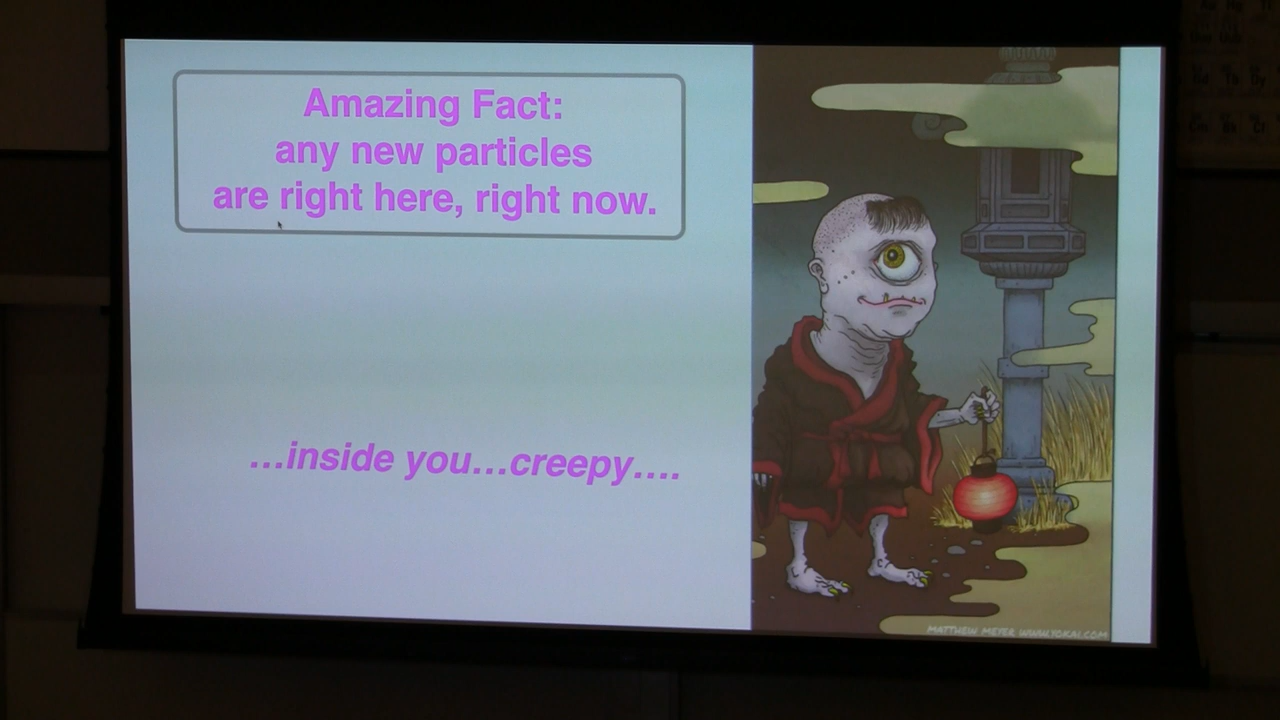 Amazing Fact:
any new particles
are right here, right now.
...inside you...creepy....
MATTHEW MEYER WWW.YOKAI.COM